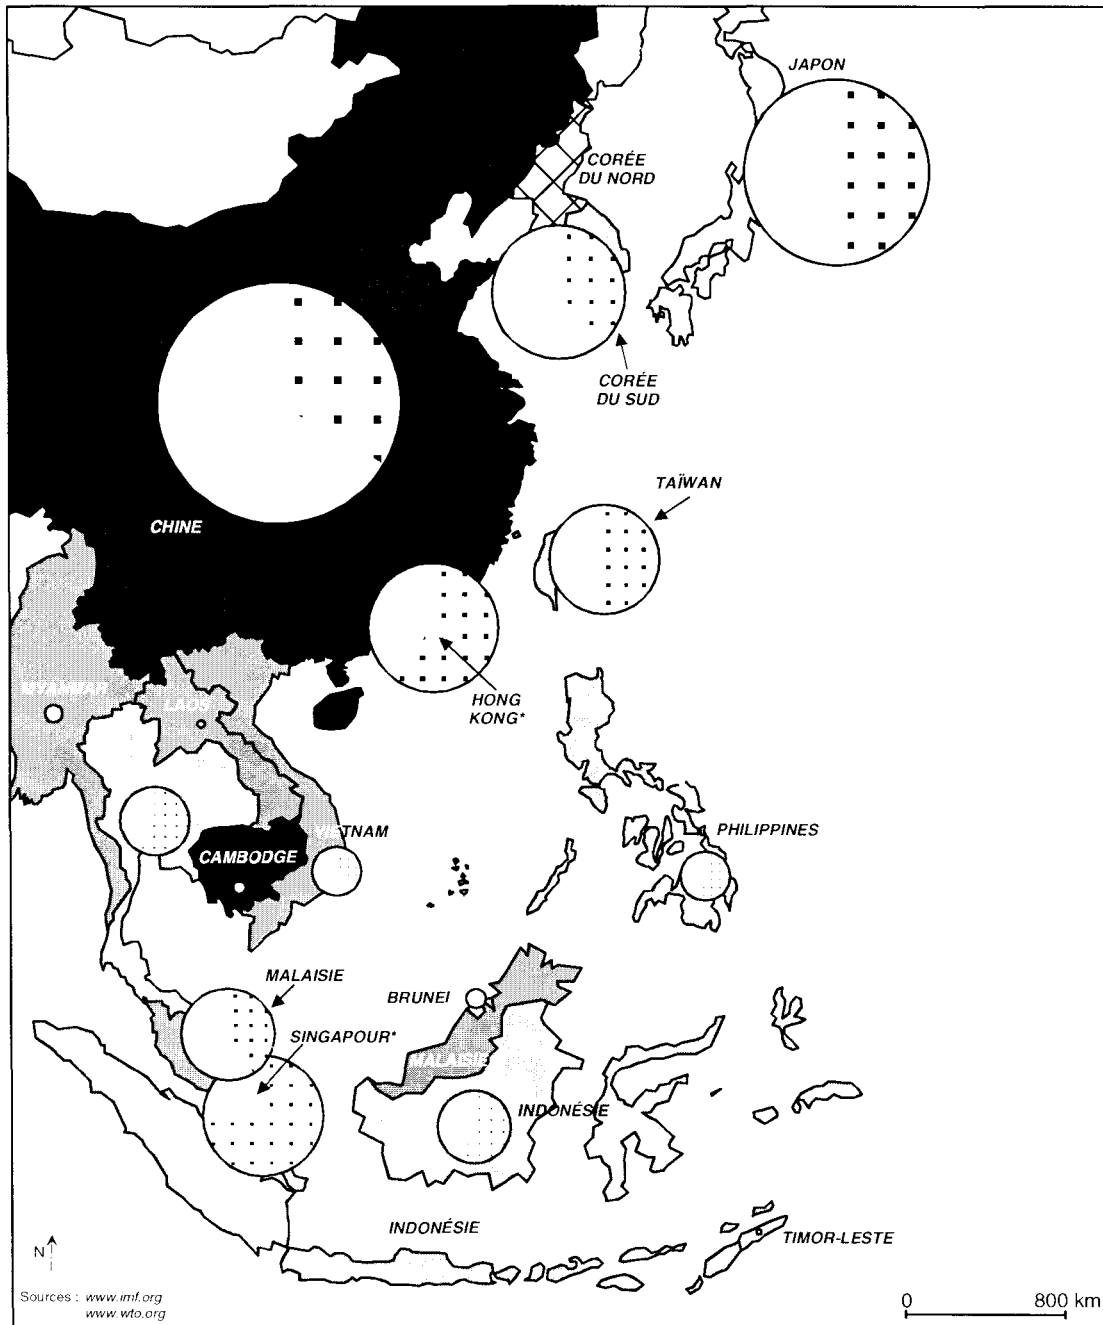 JAPON
CORÉE
DU NORD
CORÉE
DU SUD
TAÏWAN
CHINE
HONG
KONG*
MYANMAR
LAOS
VIETNAM
PHILIPPINES
CAMBODGE
MALAISIE
BRUNEI
SINGAPOUR*
MALAISIE
INDONÉSIE
INDONÉSIE
TIMOR-LESTE
N
Sources : www.imf.org
www.wto.org
0 800 km